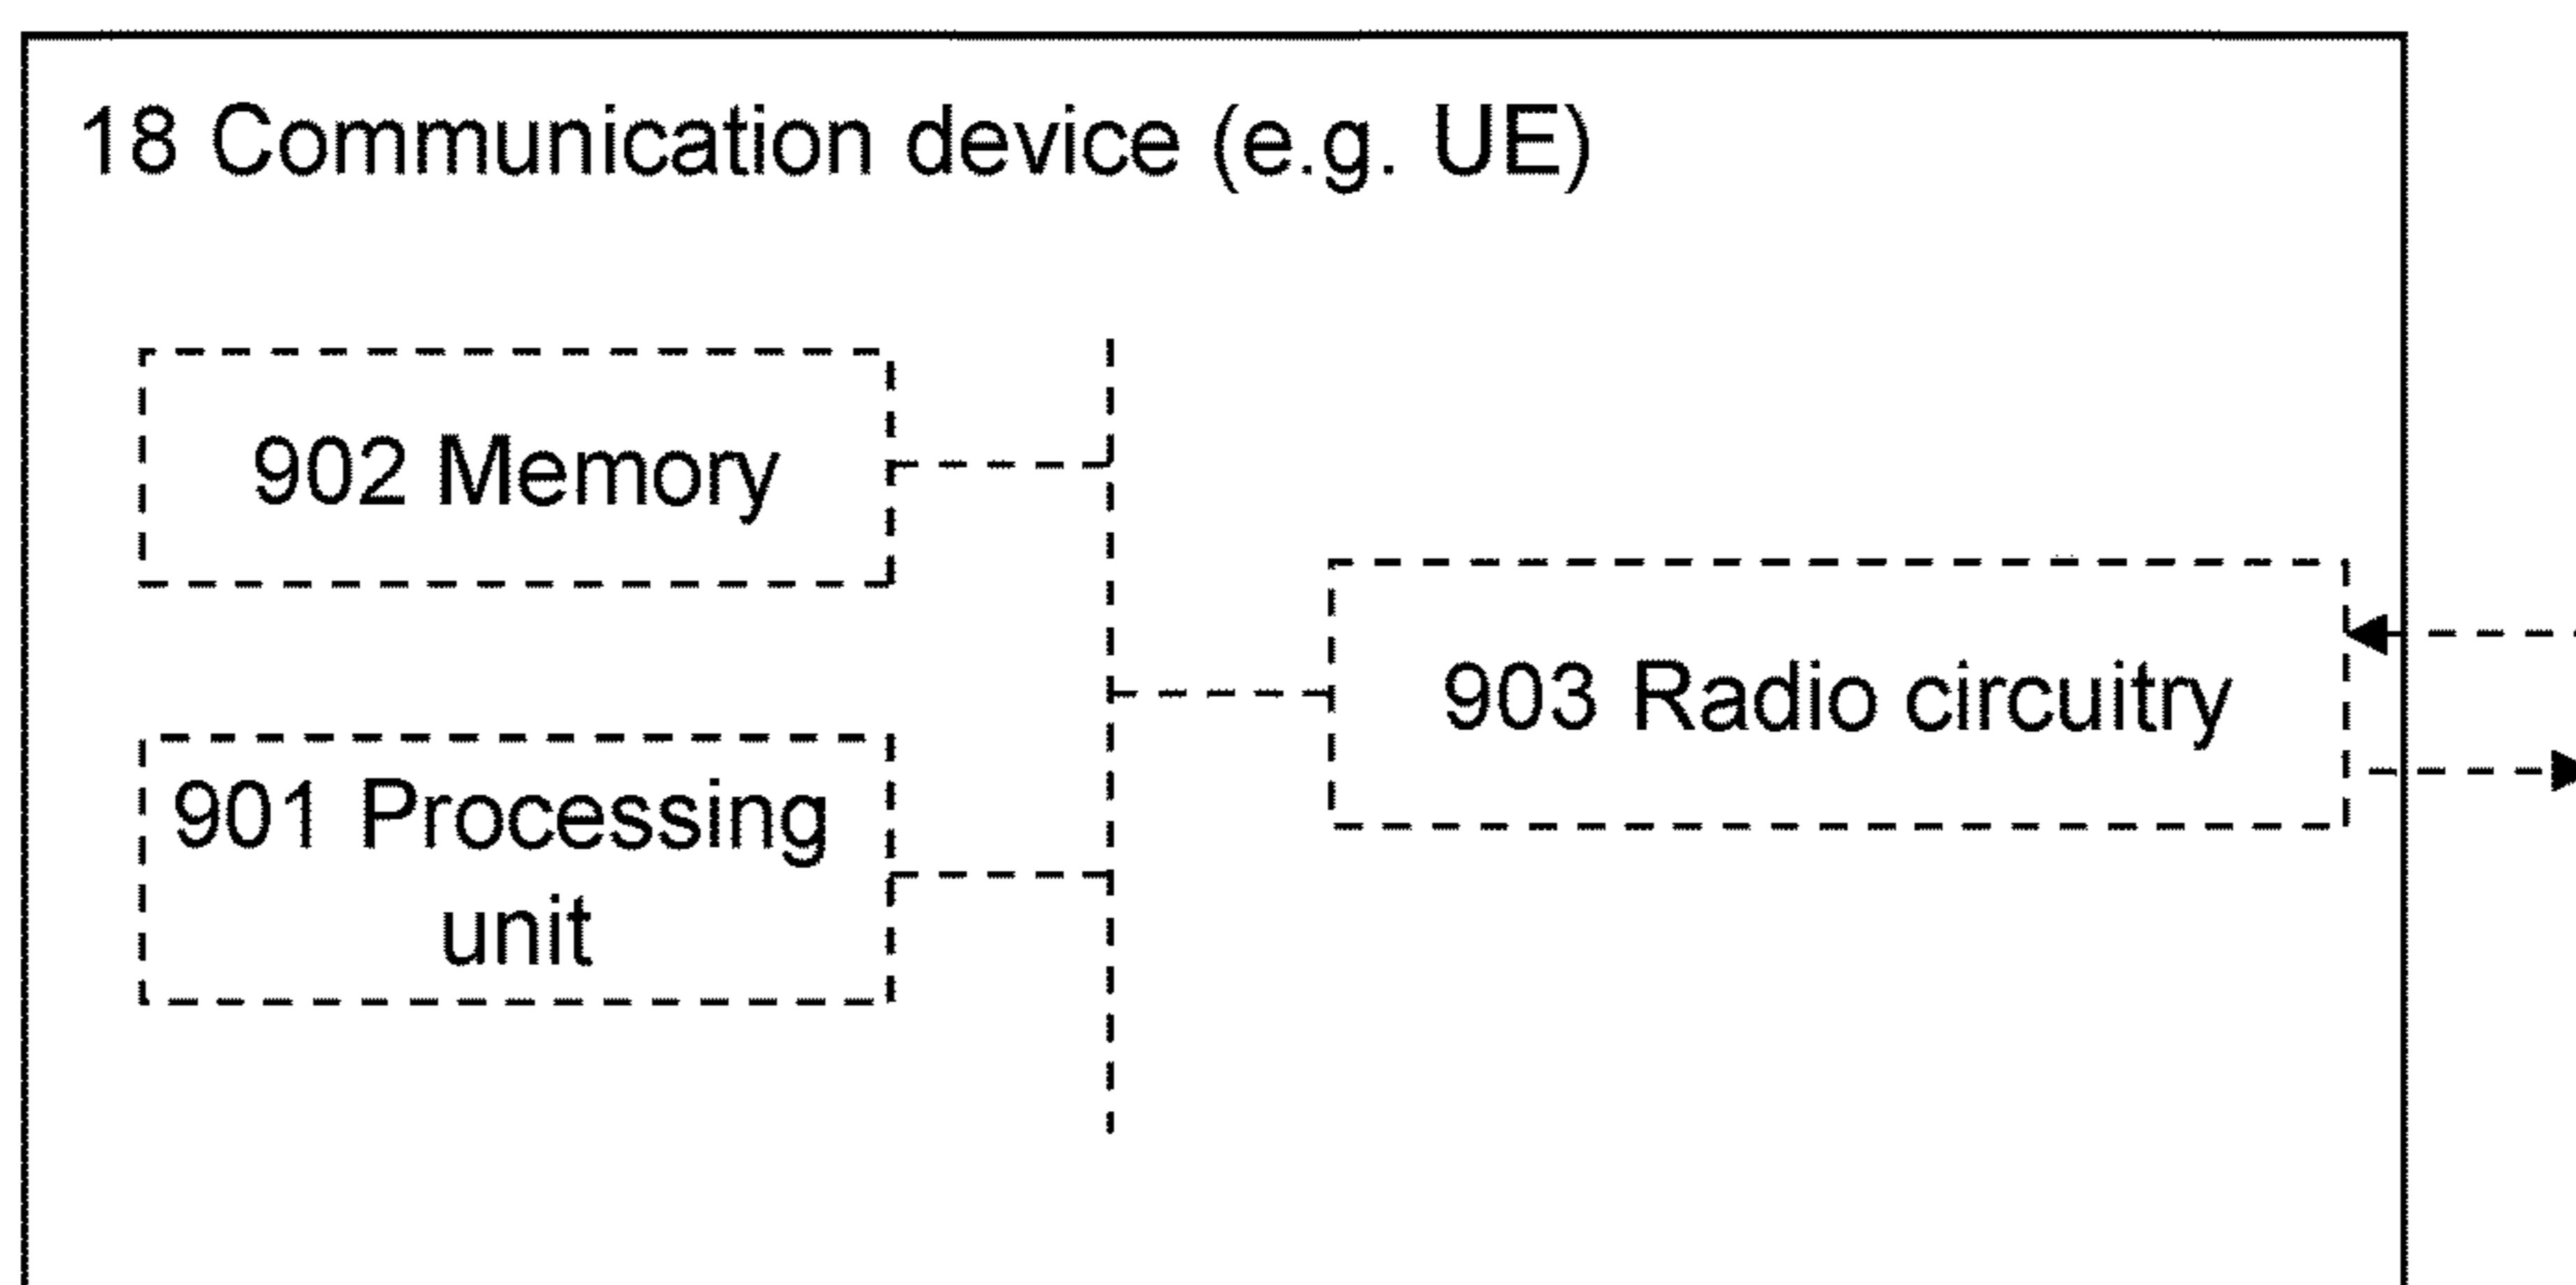 18 Communication device (e.g. UE)
902 Memory
903 Radio circuitry
901 Processing
unit